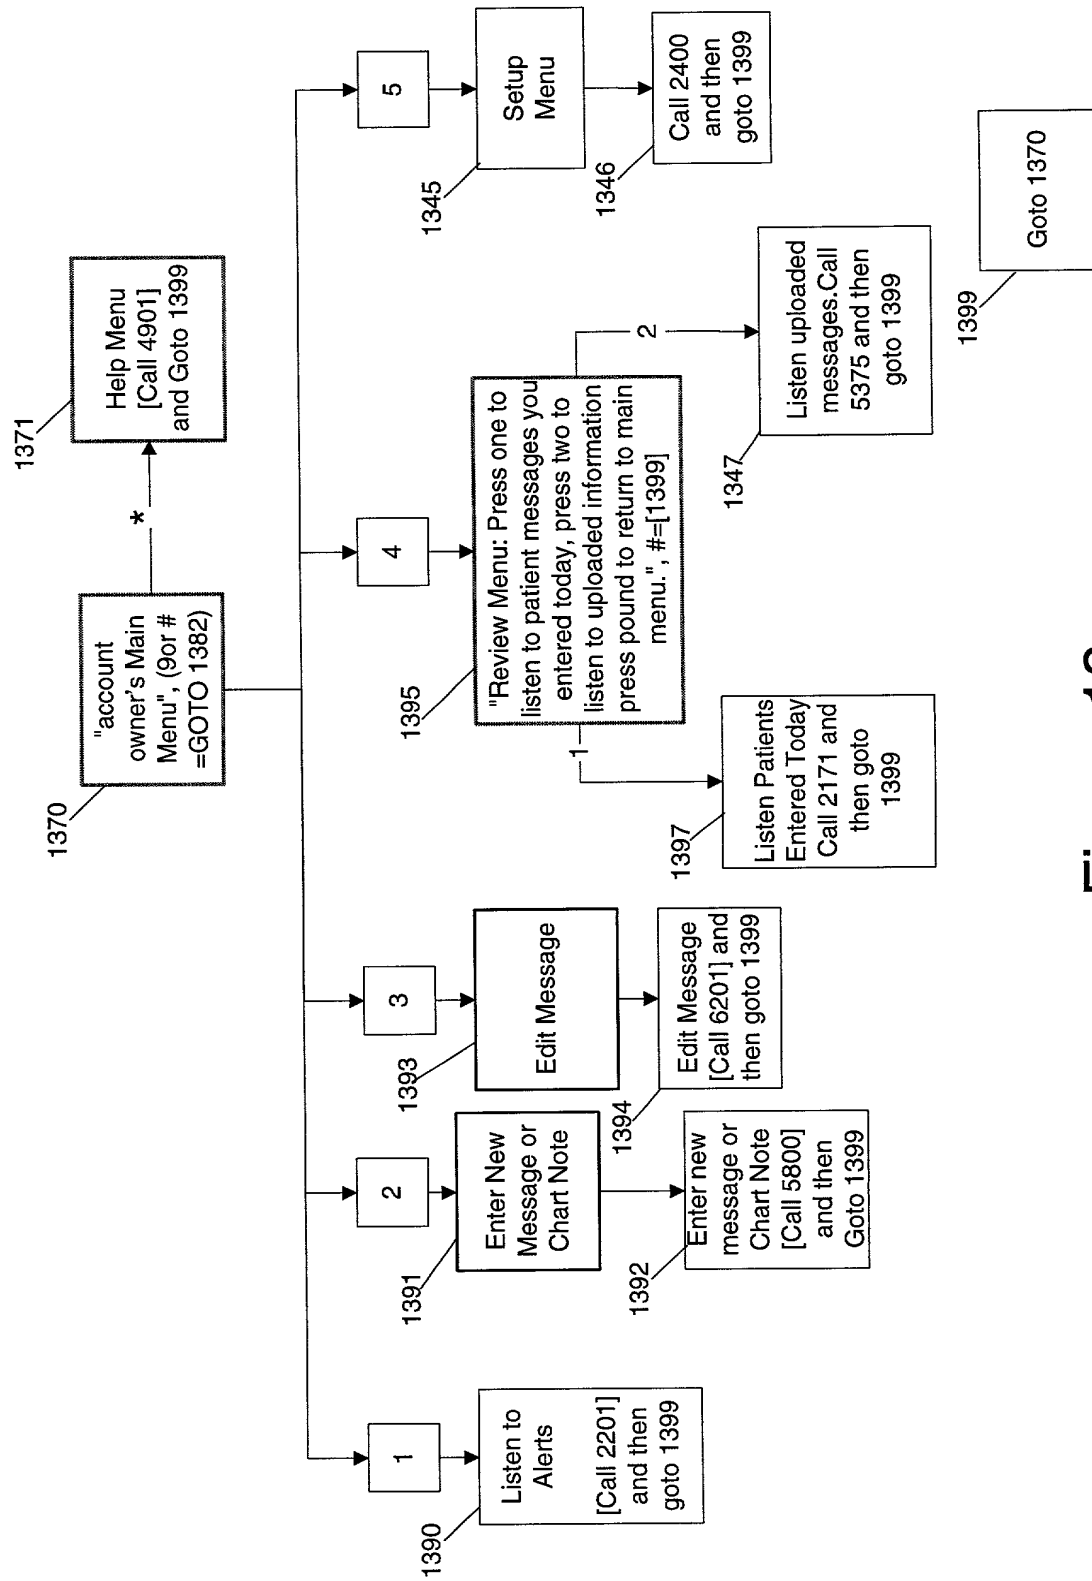 1371
Help Menu
[Call 4901]
and Goto 1399
*
1370
"account
owner's Main
Menu", (9or #
=GOTO 1382)
1
2
3
4
5
1390
Listen to
Alerts
[Call 2201]
and then
goto 1399
1391
Enter New
Message or
Chart Note
1392
Enter new
message or
Chart Note
[Call 5800]
and then
Goto 1399
1393
Edit Message
1394
Edit Message
[Call 6201] and
then goto 1399
1395
"Review Menu: Press one to
listen to patient messages you
entered today, press two to
listen to uploaded information
press pound to return to main
menu.", #=[1399]
1
2
1397
Listen Patients
Entered Today
Call 2171 and
then goto
1399
1347
Listen uploaded
messages.Call
5375 and then
goto 1399
1345
Setup
Menu
1346
Call 2400
and then
goto 1399
1399
Goto 1370